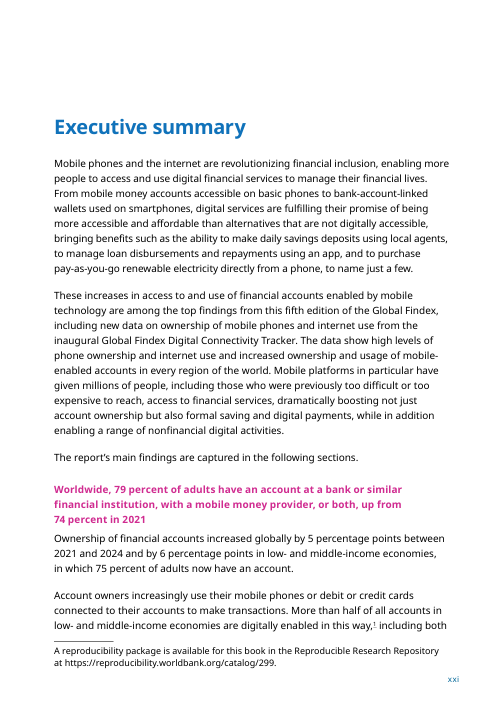 Executive summary
Mobile phones and the internet are revolutionizing financial inclusion, enabling more
people to access and use digital financial services to manage their financial lives.
From mobile money accounts accessible on basic phones to bank-account-linked
wallets used on smartphones, digital services are fulfilling their promise of being
more accessible and affordable than alternatives that are not digitally accessible,
bringing benefits such as the ability to make daily savings deposits using local agents,
to manage loan disbursements and repayments using an app, and to purchase
pay-as-you-go renewable electricity directly from a phone, to name just a few.
These increases in access to and use of financial accounts enabled by mobile
technology are among the top findings from this fifth edition of the Global Findex,
including new data on ownership of mobile phones and internet use from the
inaugural Global Findex Digital Connectivity Tracker. The data show high levels of
phone ownership and internet use and increased ownership and usage of mobile-
enabled accounts in every region of the world. Mobile platforms in particular have
given millions of people, including those who were previously too difficult or too
expensive to reach, access to financial services, dramatically boosting not just
account ownership but also formal saving and digital payments, while in addition
enabling a range of nonfinancial digital activities.
The report's main findings are captured in the following sections.
Worldwide, 79 percent of adults have an account at a bank or similar
financial institution, with a mobile money provider, or both, up from
74 percent in 2021
Ownership of financial accounts increased globally by 5 percentage points between
2021 and 2024 and by 6 percentage points in low- and middle-income economies,
in which 75 percent of adults now have an account.
Account owners increasingly use their mobile phones or debit or credit cards
connected to their accounts to make transactions. More than half of all accounts in
low- and middle-income economies are digitally enabled in this way,1 including both
A reproducibility package is available for this book in the Reproducible Research Repository
at https://reproducibility.worldbank.org/catalog/299.
xxi